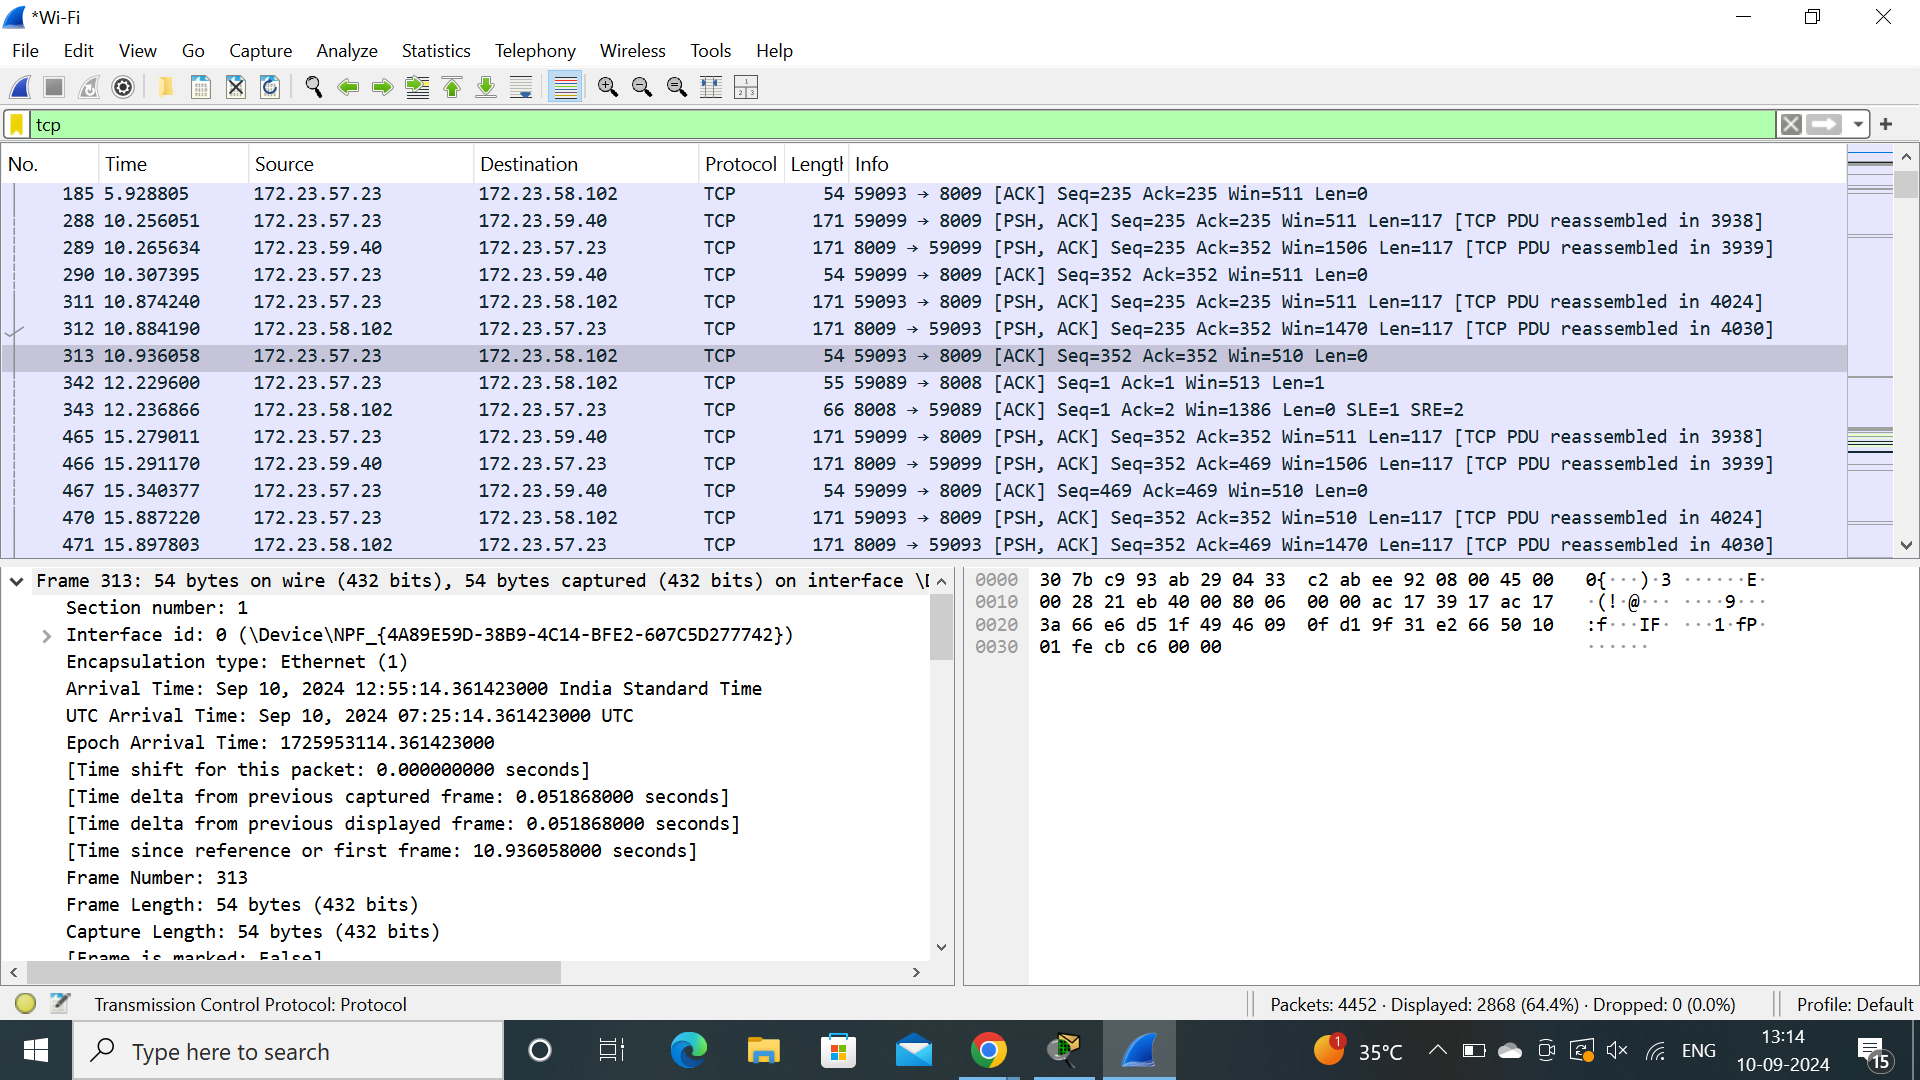 *Wi-Fi
File Edit View Go Capture Analyze Statistics Telephony Wireless Tools Help
tcp
No. Time Source Destination Protocol Length Info
185 5.928805 172.23.57.23 172.23.58.102 TCP 54 59093 → 8009 [ACK] Seq=235 Ack=235 Win=511 Len=0
288 10.256051 172.23.57.23 172.23.59.40 TCP 171 59099 → 8009 [PSH, ACK] Seq=235 Ack=235 Win=511 Len=117 [TCP PDU reassembled in 3938]
289 10.265634 172.23.59.40 172.23.57.23 TCP 171 8009 → 59099 [PSH, ACK] Seq=235 Ack=352 Win=1506 Len=117 [TCP PDU reassembled in 3939]
290 10.307395 172.23.57.23 172.23.59.40 TCP 54 59099 → 8009 [ACK] Seq=352 Ack=352 Win=511 Len=0
311 10.874240 172.23.57.23 172.23.58.102 TCP 171 59093 → 8009 [PSH, ACK] Seq=235 Ack=235 Win=511 Len=117 [TCP PDU reassembled in 4024]
312 10.884190 172.23.58.102 172.23.57.23 TCP 171 8009 → 59093 [PSH, ACK] Seq=235 Ack=352 Win=1470 Len=117 [TCP PDU reassembled in 4030]
313 10.936058 172.23.57.23 172.23.58.102 TCP 54 59093 → 8009 [ACK] Seq=352 Ack=352 Win=510 Len=0
342 12.229600 172.23.57.23 172.23.58.102 TCP 55 59089 → 8008 [ACK] Seq=1 Ack=1 Win=513 Len=1
343 12.236866 172.23.58.102 172.23.57.23 TCP 66 8008 → 59089 [ACK] Seq=1 Ack=2 Win=1386 Len=0 SLE=1 SRE=2
465 15.279011 172.23.57.23 172.23.59.40 TCP 171 59099 → 8009 [PSH, ACK] Seq=352 Ack=352 Win=511 Len=117 [TCP PDU reassembled in 3938]
466 15.291170 172.23.59.40 172.23.57.23 TCP 171 8009 → 59099 [PSH, ACK] Seq=352 Ack=469 Win=1506 Len=117 [TCP PDU reassembled in 3939]
467 15.340377 172.23.57.23 172.23.59.40 TCP 54 59099 → 8009 [ACK] Seq=469 Ack=469 Win=510 Len=0
470 15.887220 172.23.57.23 172.23.58.102 TCP 171 59093 → 8009 [PSH, ACK] Seq=352 Ack=352 Win=510 Len=117 [TCP PDU reassembled in 4024]
471 15.897803 172.23.58.102 172.23.57.23 TCP 171 8009 → 59093 [PSH, ACK] Seq=352 Ack=469 Win=1470 Len=117 [TCP PDU reassembled in 4030]
Frame 313: 54 bytes on wire (432 bits), 54 bytes captured (432 bits) on interface \D
Section number: 1
Interface id: 0 (\Device\NPF_{4A89E59D-38B9-4C14-BFE2-607C5D277742})
Encapsulation type: Ethernet (1)
Arrival Time: Sep 10, 2024 12:55:14.361423000 India Standard Time
UTC Arrival Time: Sep 10, 2024 07:25:14.361423000 UTC
Epoch Arrival Time: 1725953114.361423000
[Time shift for this packet: 0.000000000 seconds]
[Time delta from previous captured frame: 0.051868000 seconds]
[Time delta from previous displayed frame: 0.051868000 seconds]
[Time since reference or first frame: 10.936058000 seconds]
Frame Number: 313
Frame Length: 54 bytes (432 bits)
Capture Length: 54 bytes (432 bits)
[Frame is marked: False]
0000 30 7b c9 93 ab 29 04 33 c2 ab ee 92 08 00 45 00 0{···)·3 ······E·
0010 00 28 21 eb 40 00 80 06 00 00 ac 17 39 17 ac 17 ·(!·@··· ····9···
0020 3a 66 e6 d5 1f 49 46 09 0f d1 9f 31 e2 66 50 10 :f···IF· ···1·fP·
0030 01 fe cb c6 00 00 ······
Transmission Control Protocol: Protocol
Packets: 4452 · Displayed: 2868 (64.4%) · Dropped: 0 (0.0%)
Profile: Default
Type here to search
1
35°C
ENG
13:14
10-09-2024
15